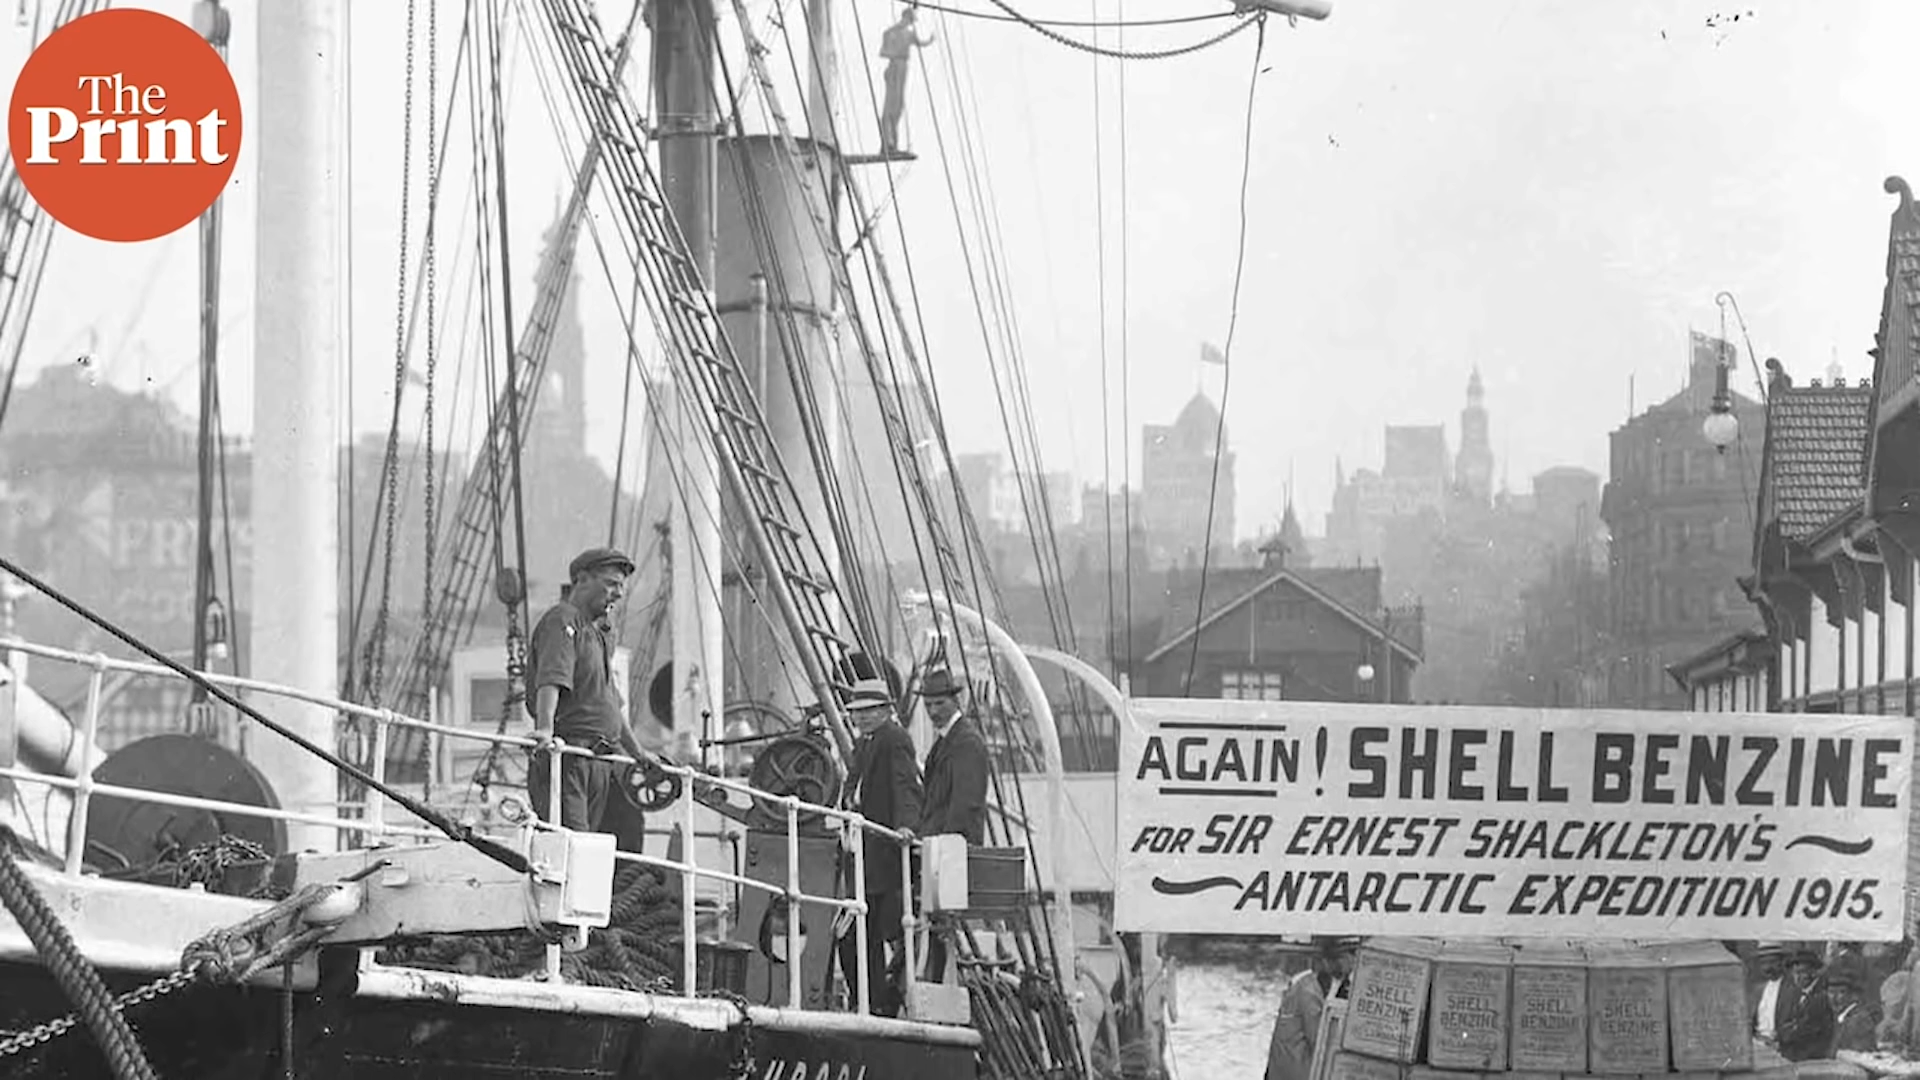 The
Print
AGAIN! SHELL BENZINE
FOR SIR ERNEST SHACKLETON'S
ANTARCTIC EXPEDITION 1915.
SHELL BENZINE
SHELL BENZINE
SHELL BENZINE
SHELL BENZINE